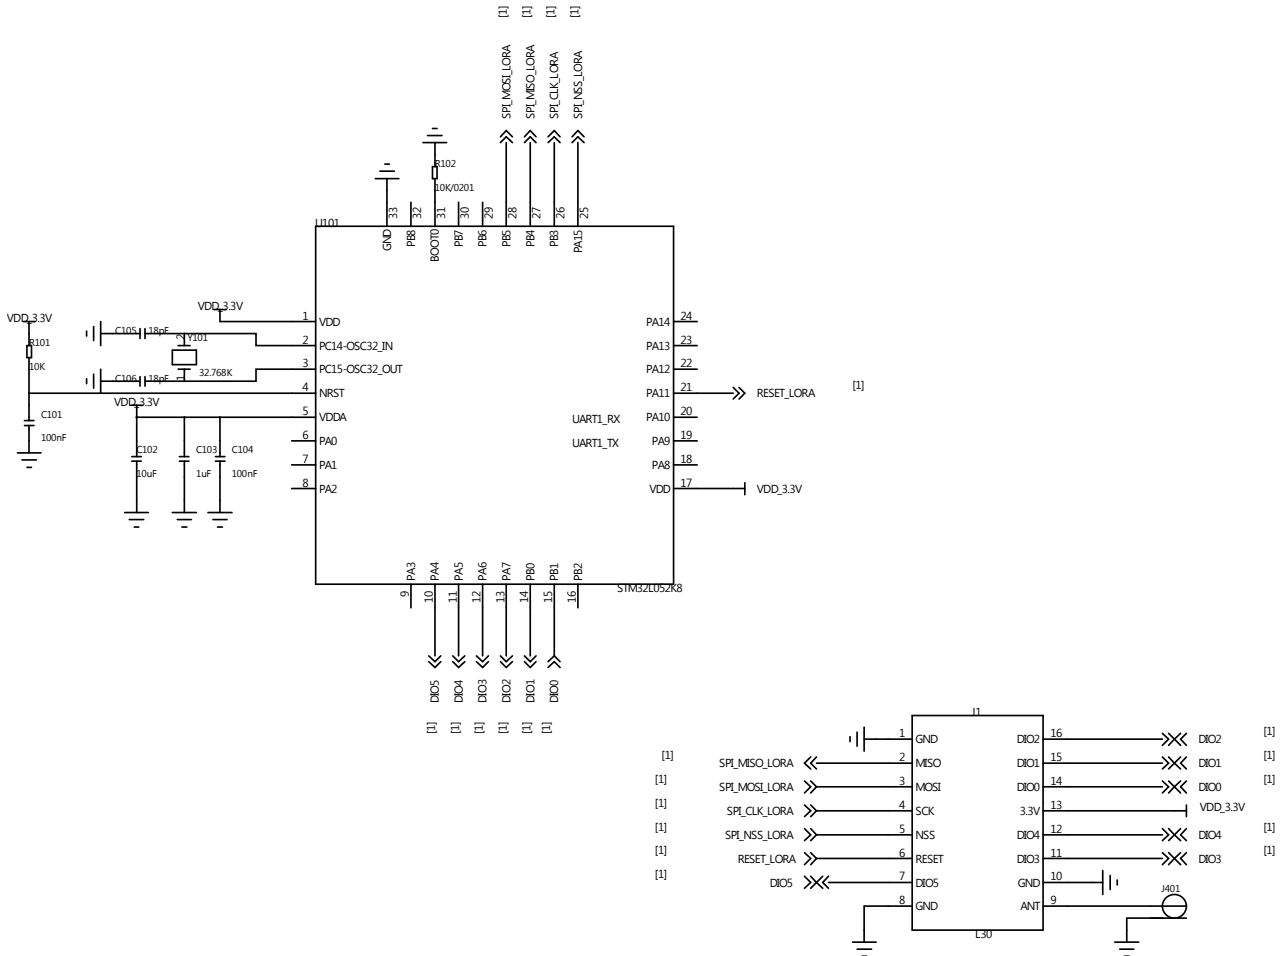 [1] [1] [1] [1]
SPI_MOSI_LORA
SPI_MISO_LORA
SPI_CLK_LORA
SPI_NSS_LORA
R102
10K/0201
33 32 31 30 29 28 27 26 25
U101
GND PB8 BOOT0 PB7 PB6 PB5 PB4 PB3 PA15
VDD_3.3V
1 VDD
PA14 24
VDD_3.3V
R101
10K
C105 18pF
2
Y101
1
32.768K
C106 18pF
2 PC14-OSC32_IN
PA13 23
3 PC15-OSC32_OUT
PA12 22
4 NRST
PA11 21
RESET_LORA [1]
VDD_3.3V
5 VDDA
UART1_RX PA10 20
C101
100nF
6 PA0
UART1_TX PA9 19
C102
10uF
C103
1uF
C104
100nF
7 PA1
PA8 18
8 PA2
VDD 17
VDD_3.3V
PA3 PA4 PA5 PA6 PA7 PB0 PB1 PB2
STM32L052K8
9 10 11 12 13 14 15 16
DIO5 DIO4 DIO3 DIO2 DIO1 DIO0
[1] [1] [1] [1] [1] [1]
J1
1 GND DIO2 16 DIO2 [1]
[1] SPI_MISO_LORA 2 MISO DIO1 15 DIO1 [1]
[1] SPI_MOSI_LORA 3 MOSI DIO0 14 DIO0 [1]
[1] SPI_CLK_LORA 4 SCK 3.3V 13 VDD_3.3V
[1] SPI_NSS_LORA 5 NSS DIO4 12 DIO4 [1]
[1] RESET_LORA 6 RESET DIO3 11 DIO3 [1]
[1] DIO5 7 DIO5 GND 10
8 GND ANT 9
J401
L30